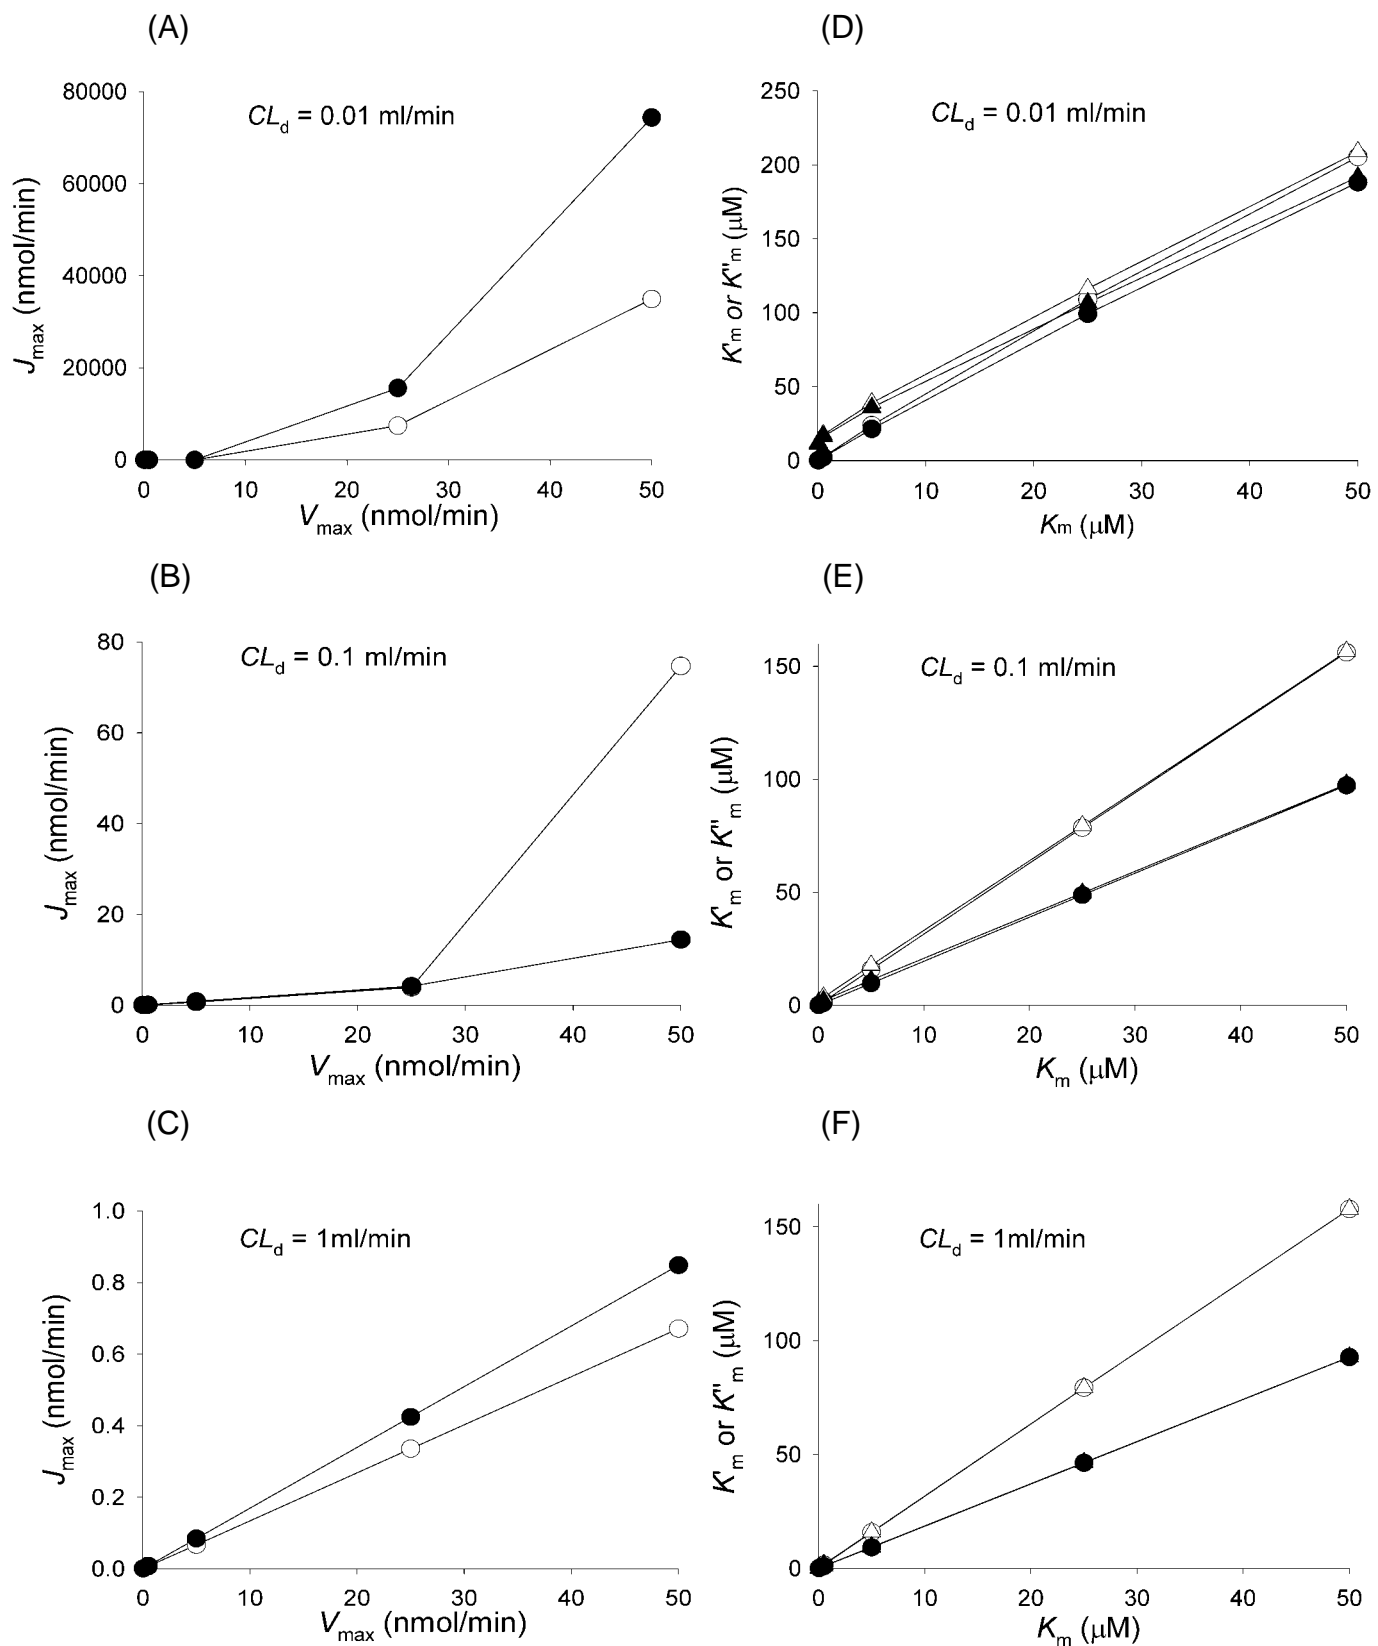 (A)
CLd = 0.01 ml/min
Jmax (nmol/min)
80000
60000
40000
20000
0
0 10 20 30 40 50
Vmax (nmol/min)
(D)
CLd = 0.01 ml/min
K'm or K''m (μM)
250
200
150
100
50
0
0 10 20 30 40 50
Km (μM)
(B)
CLd = 0.1 ml/min
Jmax (nmol/min)
80
60
40
20
0
0 10 20 30 40 50
Vmax (nmol/min)
(E)
CLd = 0.1 ml/min
K'm or K''m (μM)
150
100
50
0
0 10 20 30 40 50
Km (μM)
(C)
CLd = 1ml/min
Jmax (nmol/min)
1.0
0.8
0.6
0.4
0.2
0.0
0 10 20 30 40 50
Vmax (nmol/min)
(F)
CLd = 1ml/min
K'm or K''m (μM)
150
100
50
0
0 10 20 30 40 50
Km (μM)